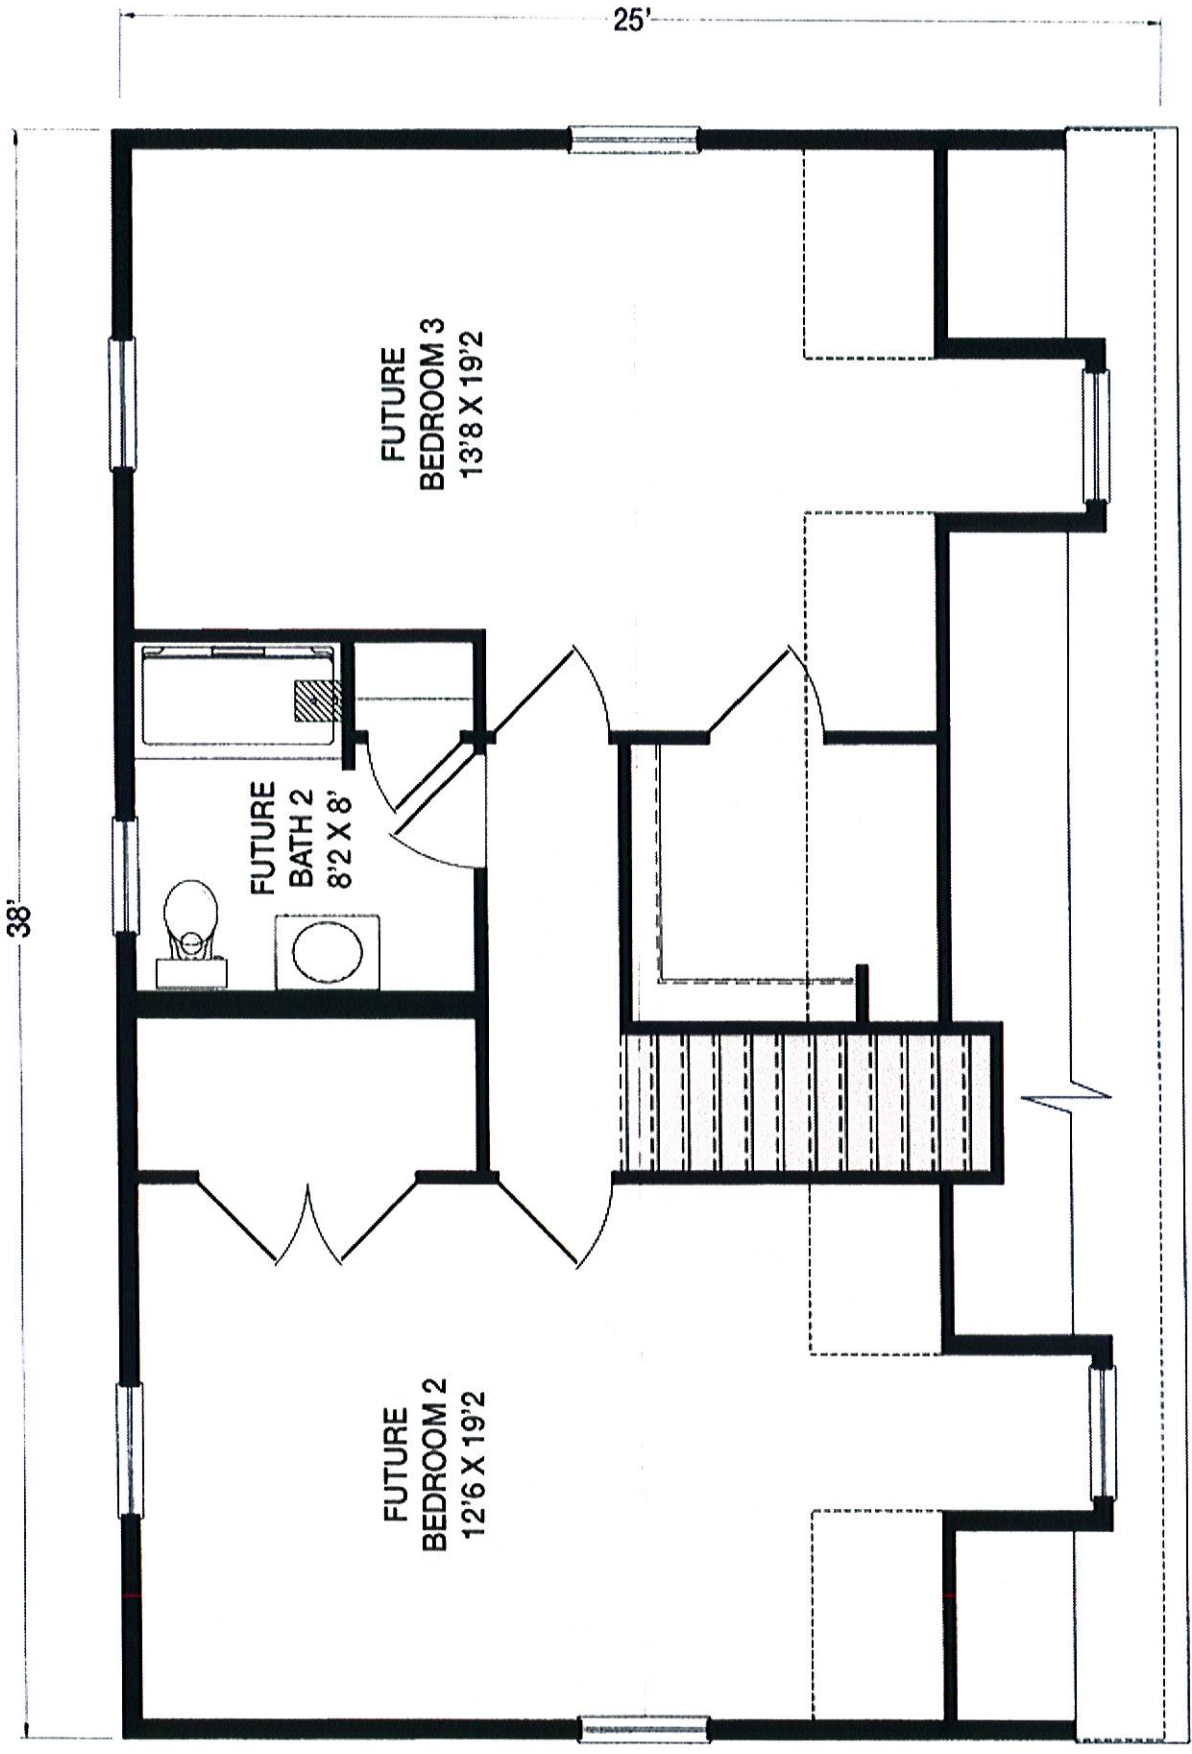 25'
38'
FUTURE
BEDROOM 3
13'8 X 19'2
FUTURE
BATH 2
8'2 X 8'
FUTURE
BEDROOM 2
12'6 X 19'2